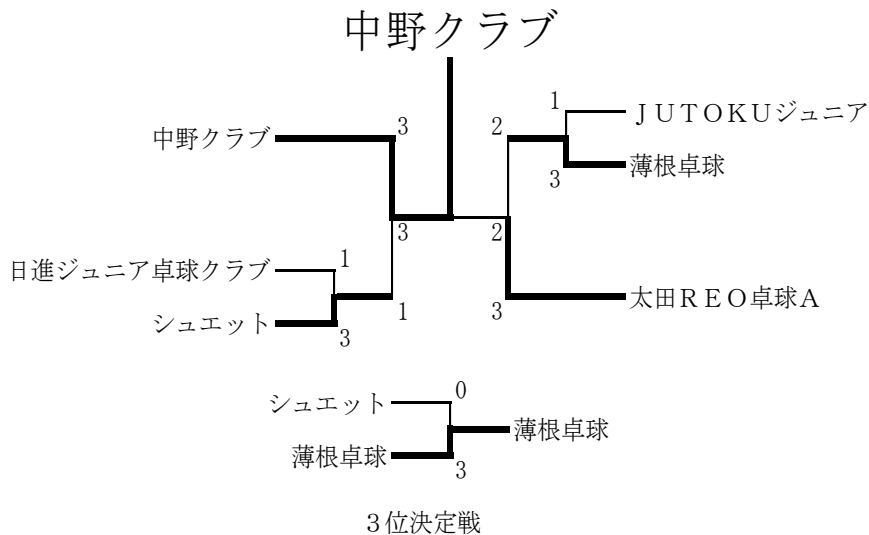 中野クラブ
1
ＪＵＴＯＫＵジュニア
3
2
中野クラブ
薄根卓球
3
3
2
日進ジュニア卓球クラブ
1
太田ＲＥＯ卓球Ａ
1
3
シュエット
3
シュエット
0
薄根卓球
薄根卓球
3
３位決定戦